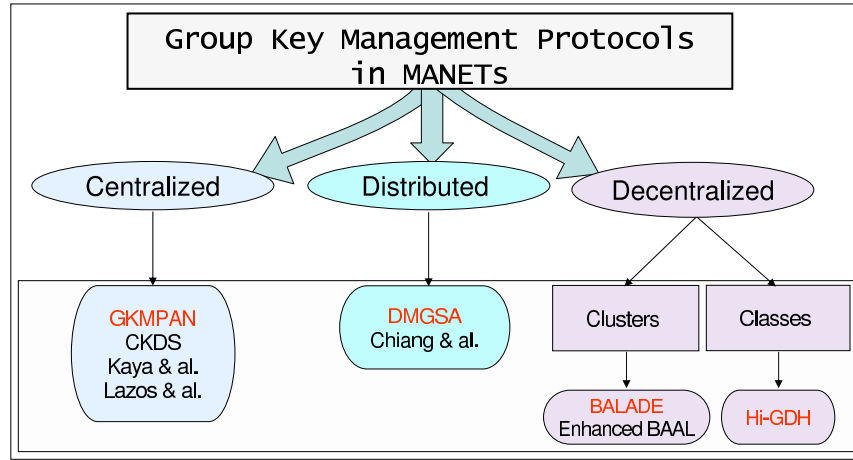 Group Key Management Protocols
in MANETs
Centralized
Distributed
Decentralized
GKMPAN
CKDS
Kaya & al.
Lazos & al.
DMGSA
Chiang & al.
Clusters
Classes
BALADE
Enhanced BAAL
Hi-GDH